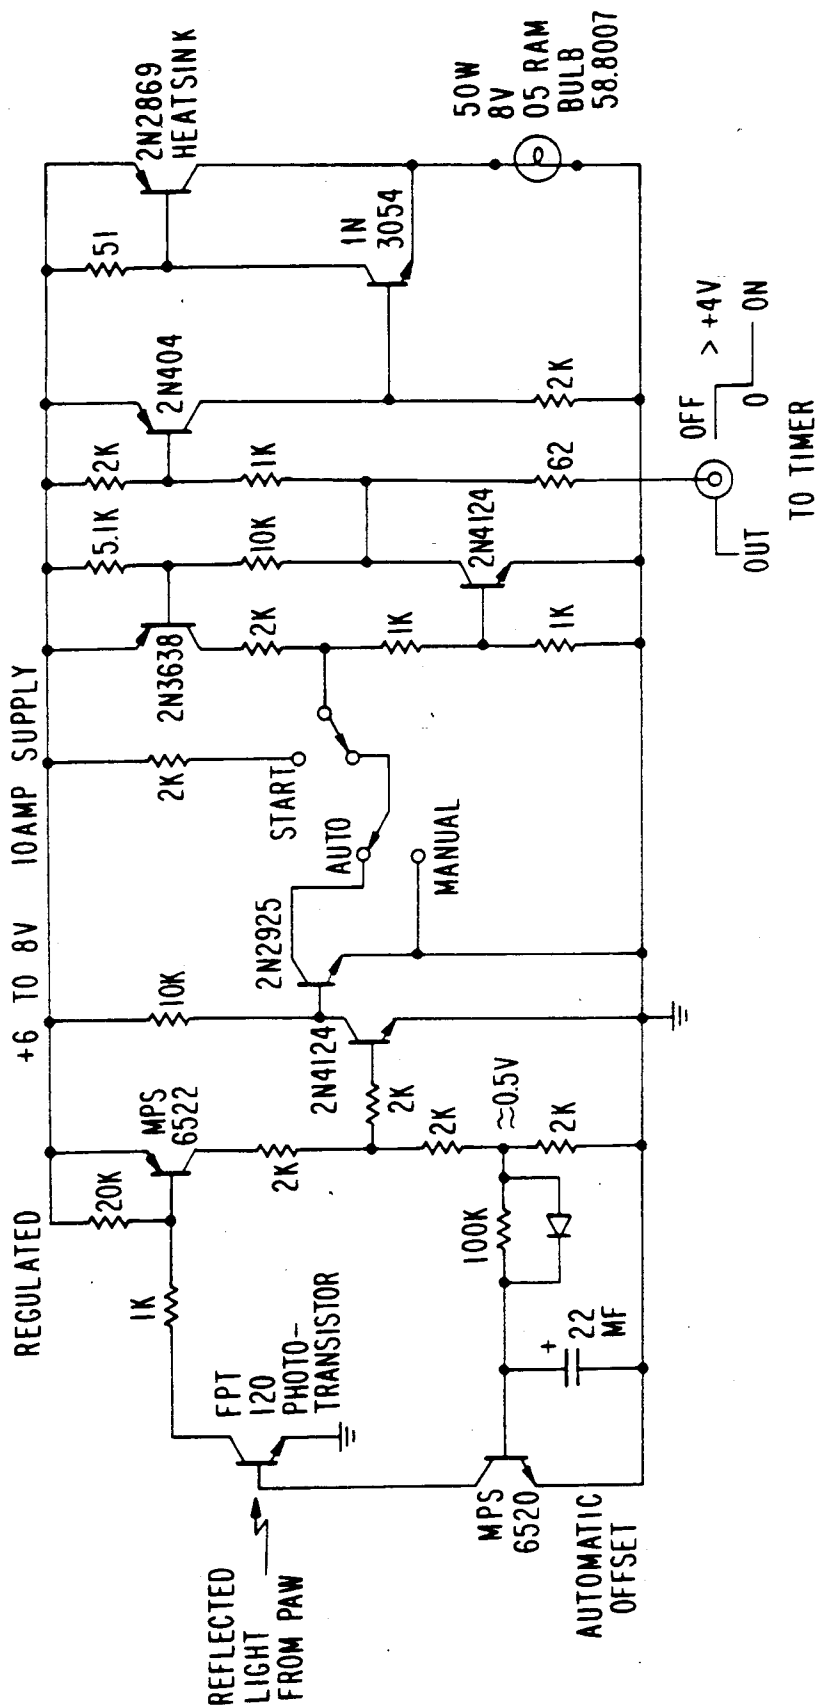 REGULATED +6 TO 8V 10AMP SUPPLY
20K
MPS
6522
10K
2K
START
2N3638
5.1K
2K
2N404
51
2N2869
HEATSINK
1K
FPT
120
PHOTO-
TRANSISTOR
REFLECTED
LIGHT
FROM PAW
2K
2K
2N4124
2N2925
AUTO
MANUAL
2K
10K
1K
1N
3054
50W
8V
05 RAM
BULB
58.8007
MPS
6520
AUTOMATIC
OFFSET
100K
+
22
MF
2K
≈0.5V
2K
1K
2N4124
1K
62
2K
OUT
OFF
> +4V
0
ON
TO TIMER